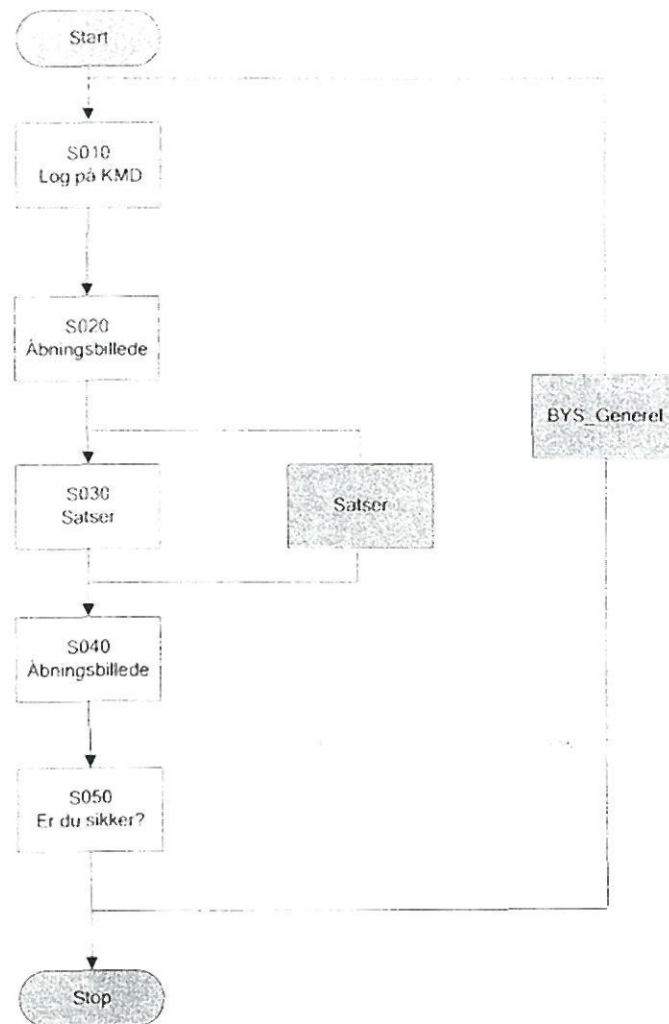 Start
S010
Log på KMD
S020
Åbningsbillede
BYS_Generel
S030
Satser
Satser
S040
Åbningsbillede
S050
Er du sikker?
Stop